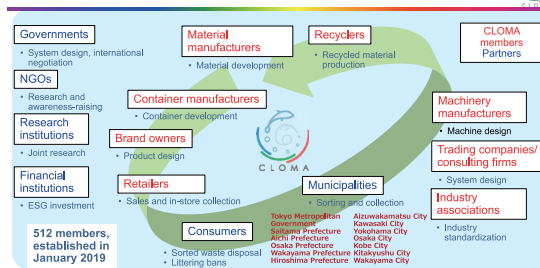 Governments
• System design, international
negotiation
NGOs
• Research and
awareness-raising
Research
institutions
• Joint research
Financial
institutions
• ESG investment
512 members,
established in
January 2019
Material
manufacturers
• Material development
Container manufacturers
• Container development
Brand owners
• Product design
Retailers
• Sales and in-store collection
Consumers
• Sorted waste disposal
• Littering bans
Recyclers
• Recycled material
production
CLOMA
Municipalities
• Sorting and collection
Tokyo Metropolitan
Government
Saitama Prefecture
Aichi Prefecture
Osaka Prefecture
Wakayama Prefecture
Hiroshima Prefecture
Aizuwakamatsu City
Kawasaki City
Yokohama City
Osaka City
Kobe City
Kitakyushu City
Wakayama City
CLOMA
members
Partners
Machinery
manufacturers
• Machine design
Trading companies/
consulting firms
• System design
Industry
associations
• Industry
standardization